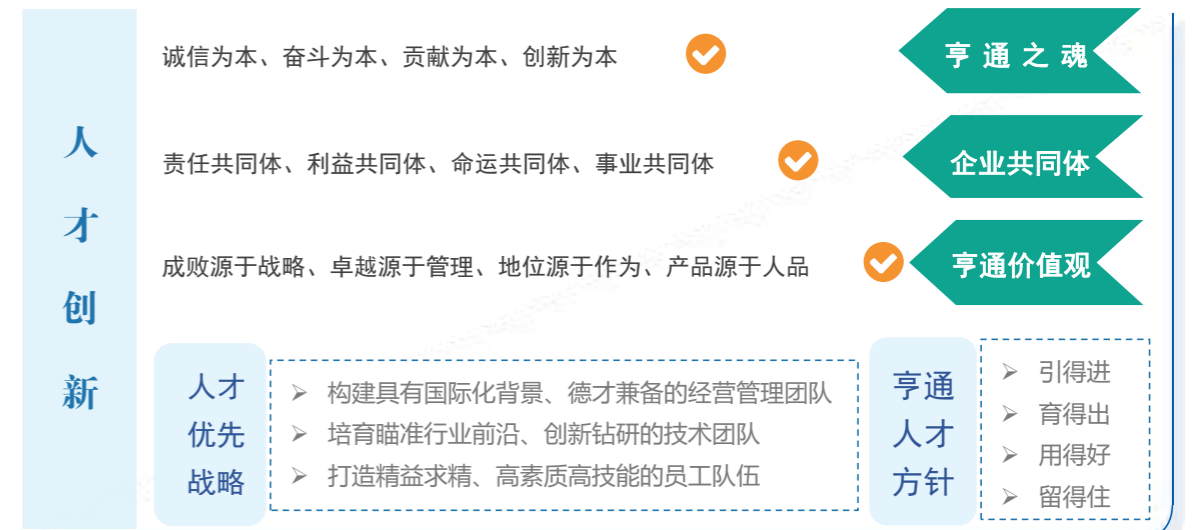 人才创新
诚信为本、奋斗为本、贡献为本、创新为本
亨通之魂
责任共同体、利益共同体、命运共同体、事业共同体
企业共同体
成败源于战略、卓越源于管理、地位源于作为、产品源于人品
亨通价值观
人才
优先
战略
构建具有国际化背景、德才兼备的经营管理团队
培育瞄准行业前沿、创新钻研的技术团队
打造精益求精、高素质高技能的员工队伍
亨通
人才
方针
引得进
育得出
用得好
留得住